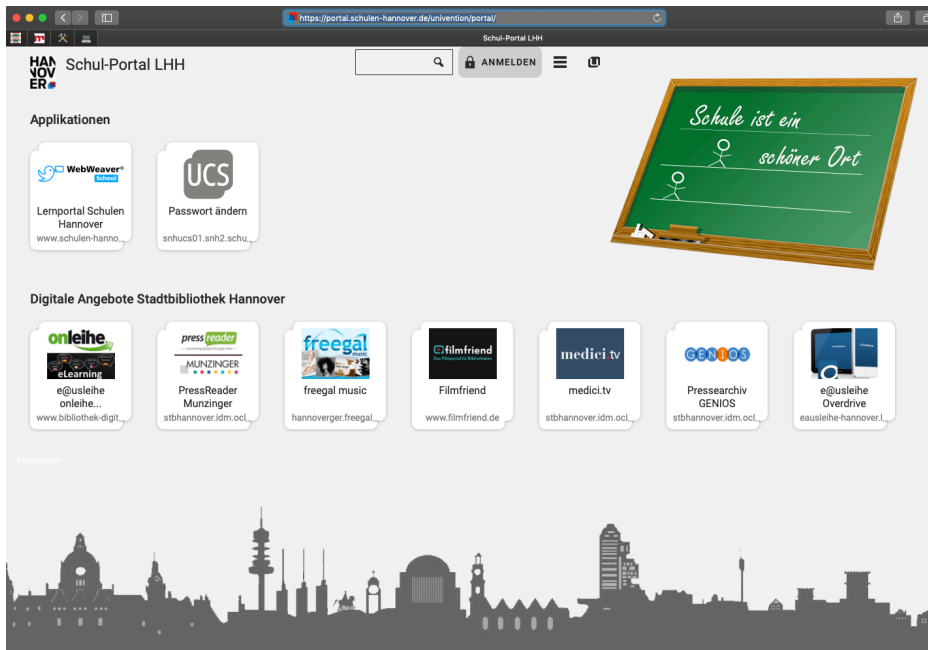 https://portal.schulen-hannover.de/univention/portal/
Schul-Portal LHH
HAN
NOV
ER
Schul-Portal LHH
ANMELDEN
Schule ist ein
schöner Ort
Applikationen
WebWeaver®
School
Lernportal Schulen
Hannover
www.schulen-hanno...
UCS
Passwort ändern
snhucs01.snh2.schu...
Digitale Angebote Stadtbibliothek Hannover
onleihe
eLearning
e@usleihe
onleihe...
www.bibliothek-digit...
pressreader
MUNZINGER
PressReader
Munzinger
stbhannover.idm.ocl...
freegal
music
freegal music
hannoverger.freegal...
filmfriend
Das Filmportal für Bibliotheken
Filmfriend
www.filmfriend.de
medici.tv
medici.tv
stbhannover.idm.ocl...
GENIOS
Pressearchiv
GENIOS
stbhannover.idm.ocl...
e@usleihe
Overdrive
eausleihe-hannover.l...
Impressum